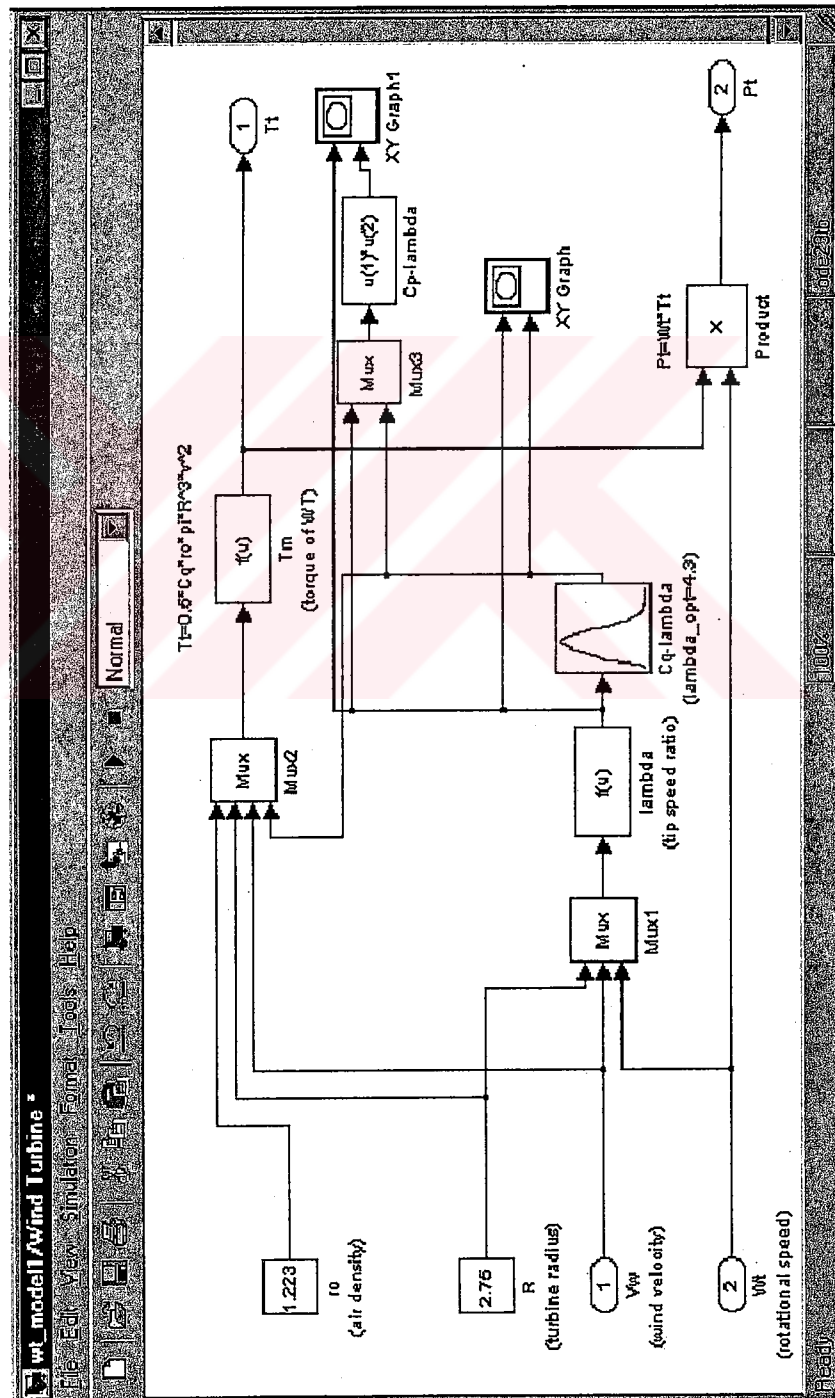 wt_model1/Wind Turbine *
File Edit View Simulation Format Tools Help
Normal
Tt=0.5*Cq*ro*pi*R^3*v^2
1.223
ro
(air density)
Mux
Mux2
f(u)
Tm
(torque of WT)
1
Tt
XY Graph1
Mux
Mux3
u(1)*u(2)
Cp-lambda
2.75
R
(turbine radius)
XY Graph
1
Vw
(wind velocity)
Mux
Mux1
f(u)
lambda
(tip speed ratio)
Cq-lambda
(lambda_opt=4.3)
2
Wt
(rotational speed)
Pt=Wt*Tt
x
Product
2
Pt
Ready
100%
ode23tb